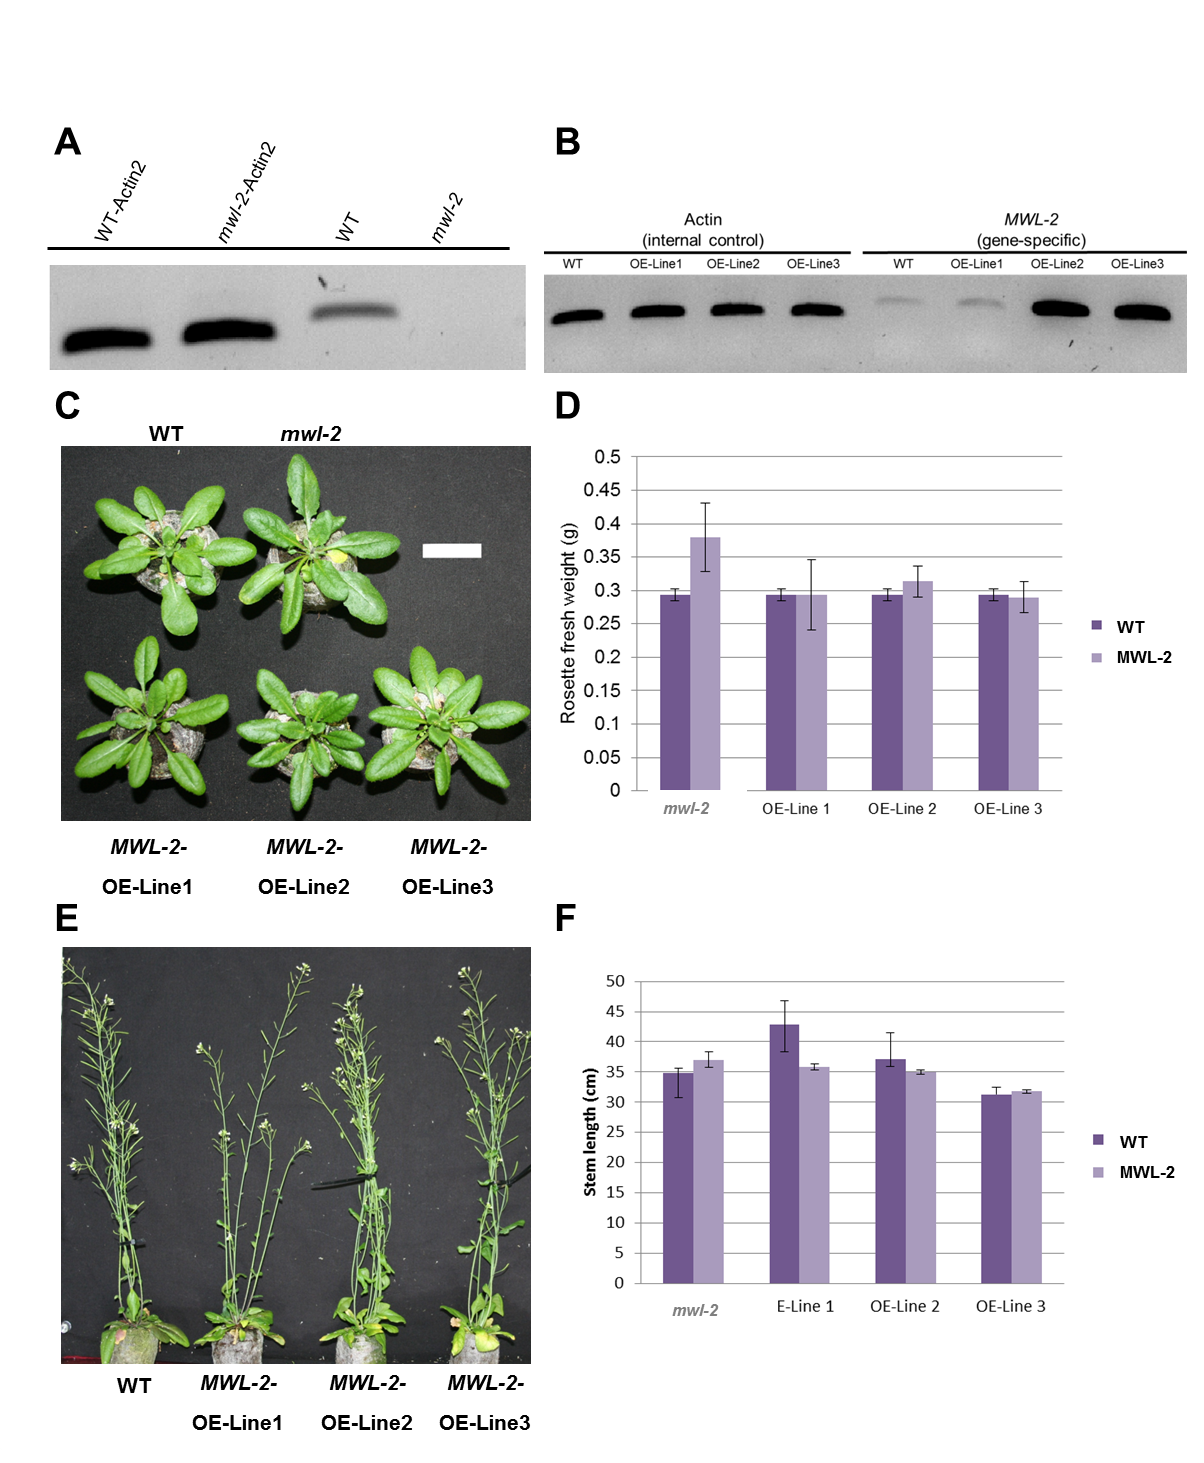 A
WT-Actin2
mwl-2-Actin2
WT
mwl-2
B
Actin
(internal control)
MWL-2
(gene-specific)
WT
OE-Line1
OE-Line2
OE-Line3
WT
OE-Line1
OE-Line2
OE-Line3
C
WT
mwl-2
MWL-2-
OE-Line1
MWL-2-
OE-Line2
MWL-2-
OE-Line3
D
Rosette fresh weight (g)
0.5
0.45
0.4
0.35
0.3
0.25
0.2
0.15
0.1
0.05
0
mwl-2
OE-Line 1
OE-Line 2
OE-Line 3
WT
MWL-2
E
WT
MWL-2-
OE-Line1
MWL-2-
OE-Line2
MWL-2-
OE-Line3
F
Stem length (cm)
50
45
40
35
30
25
20
15
10
5
0
mwl-2
E-Line 1
OE-Line 2
OE-Line 3
WT
MWL-2